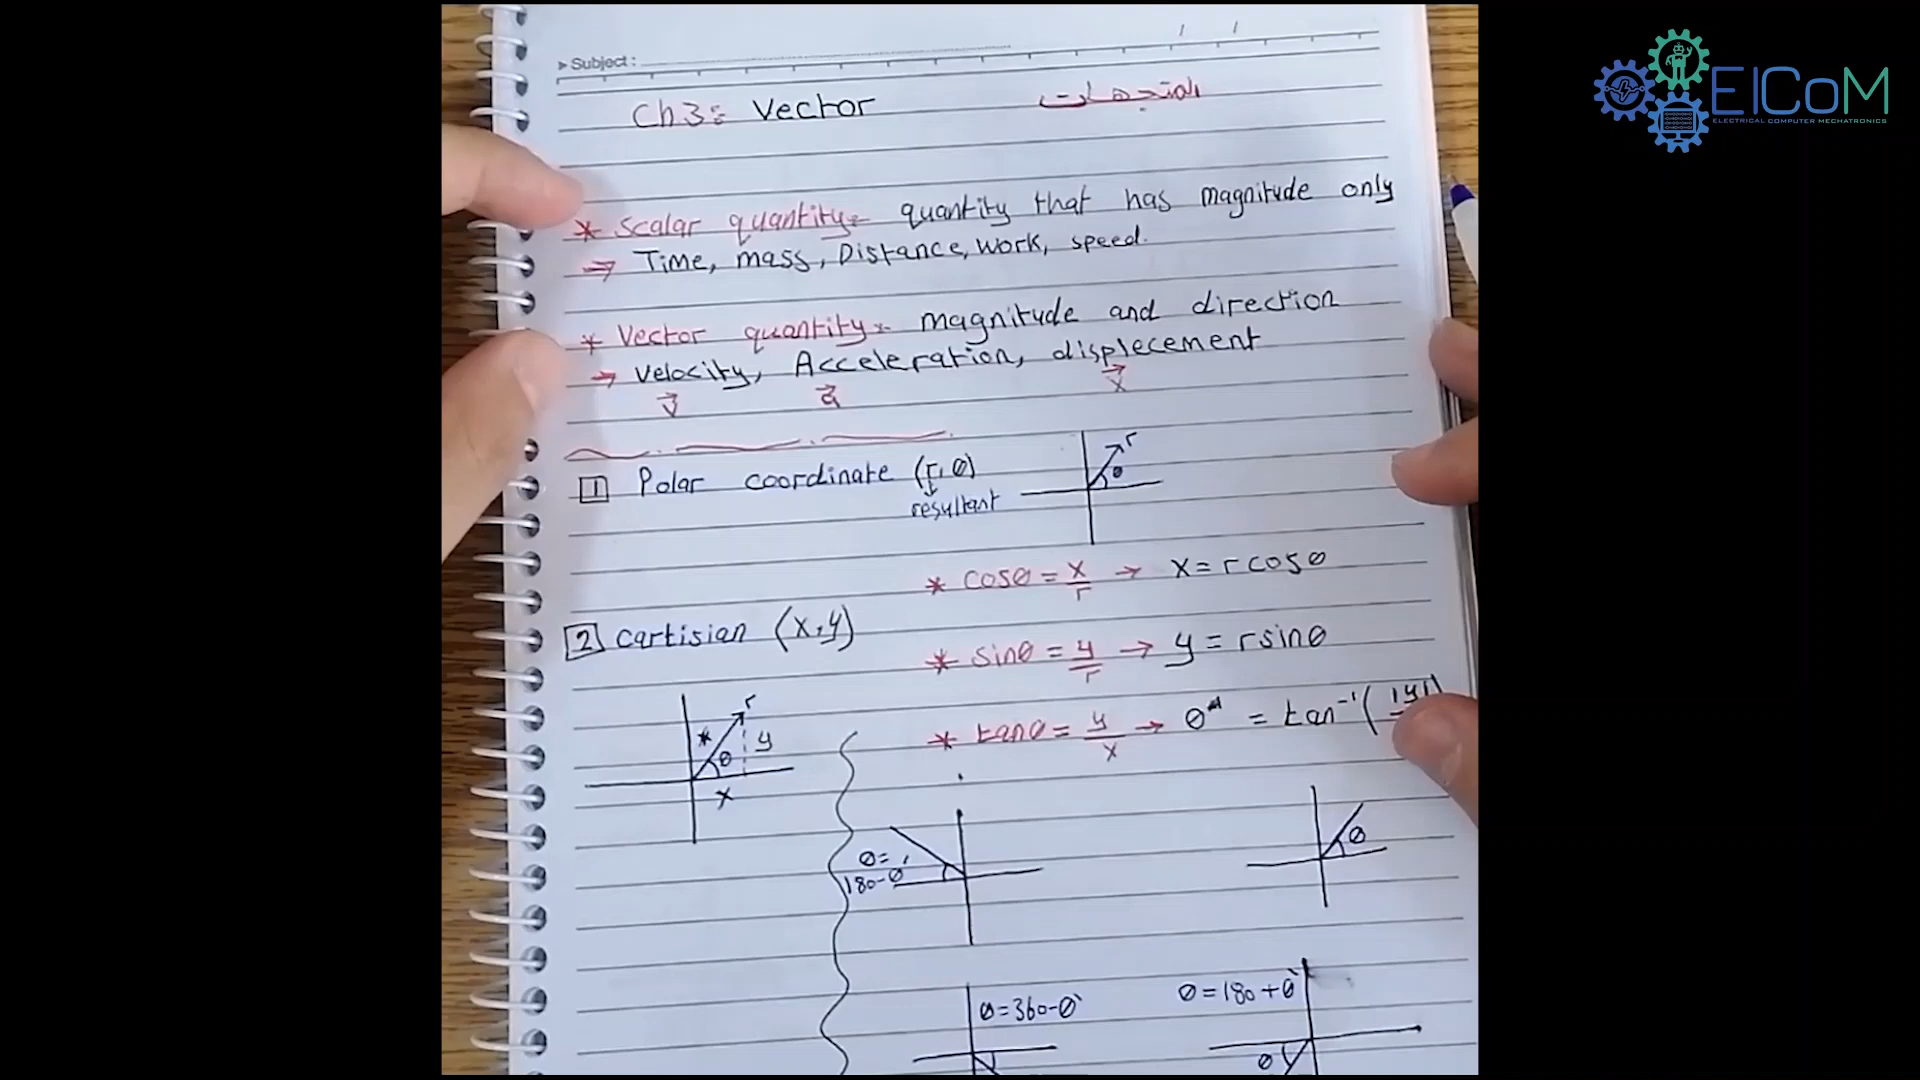 Subject:
Ch3: Vector
المتجهات
* Scalar quantity: quantity that has magnitude only
→ Time, mass, Distance, work, speed.
* Vector quantity: magnitude and direction
→ Velocity, Acceleration, displecement
v a x
1 Polar coordinate (r, θ)
resultant
r
θ
* cosθ = x/r → x = r cosθ
2 cartisian (x, y)
* sinθ = y/r → y = r sinθ
* tanθ = y/x → θ = tan⁻¹(|y|
r
y
θ
x
θ =
180-θ'
θ
θ = 360-θ'
θ = 180+θ'
θ
EICoM
ELECTRICAL COMPUTER MECHATRONICS